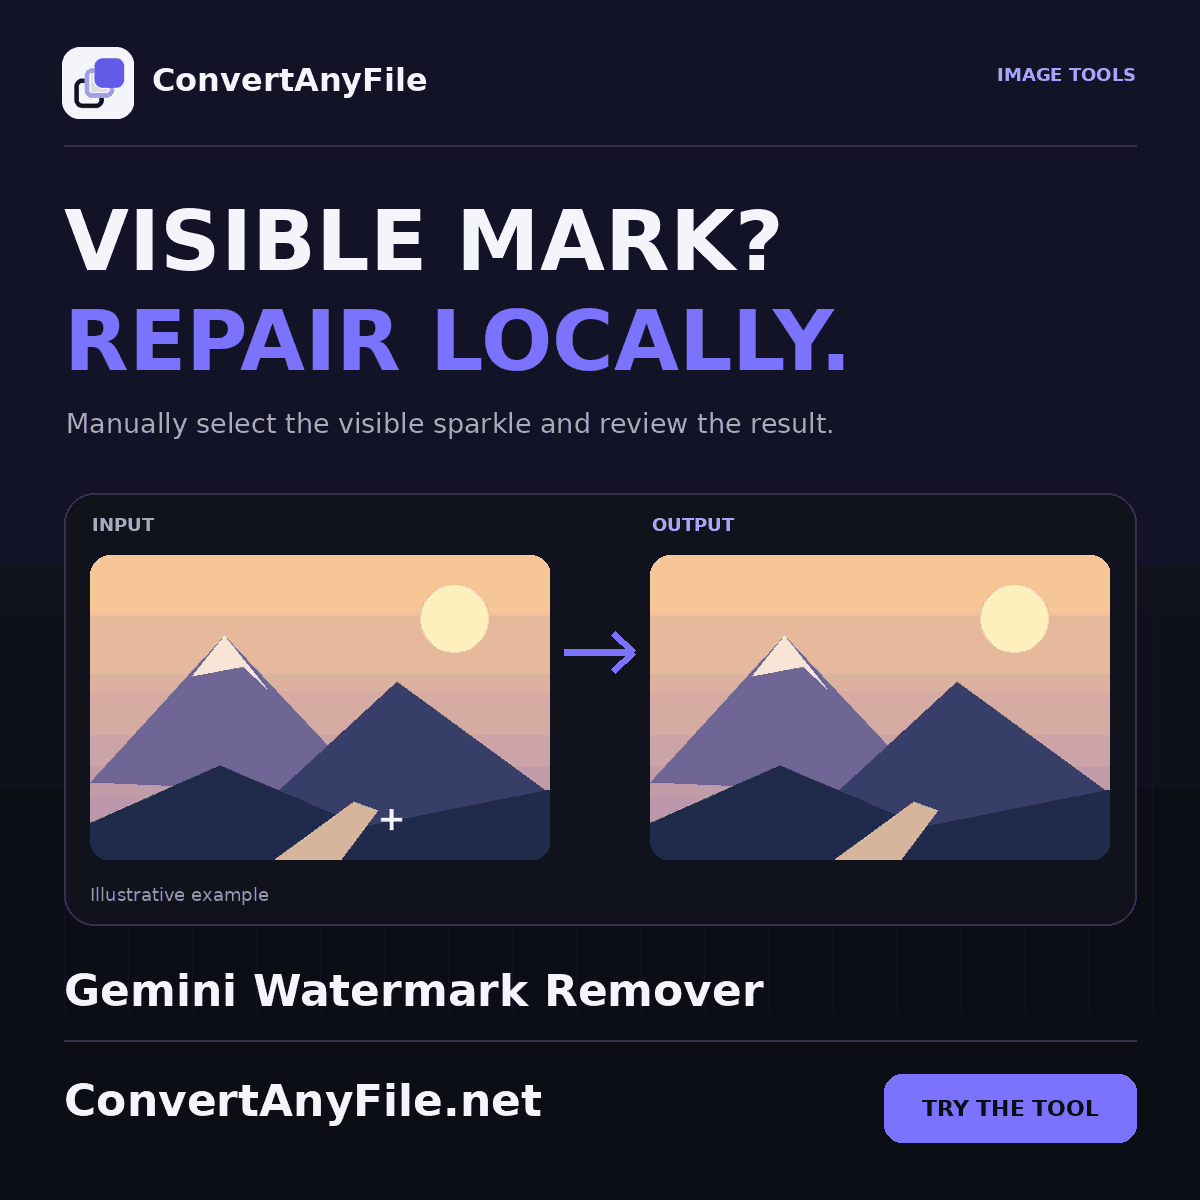 ConvertAnyFile
IMAGE TOOLS
VISIBLE MARK?
REPAIR LOCALLY.
Manually select the visible sparkle and review the result.
INPUT
OUTPUT
Illustrative example
Gemini Watermark Remover
ConvertAnyFile.net
TRY THE TOOL